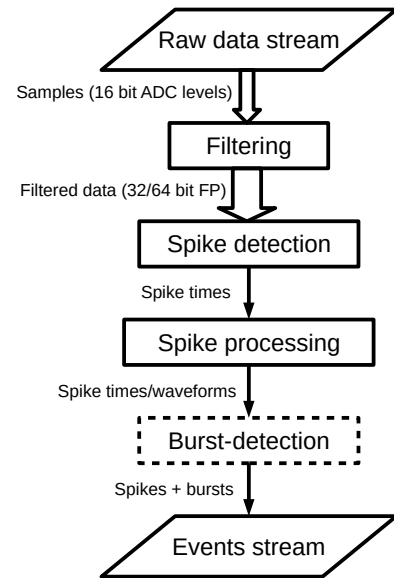 Raw data stream
Samples (16 bit ADC levels)
Filtering
Filtered data (32/64 bit FP)
Spike detection
Spike times
Spike processing
Spike times/waveforms
Burst-detection
Spikes + bursts
Events stream